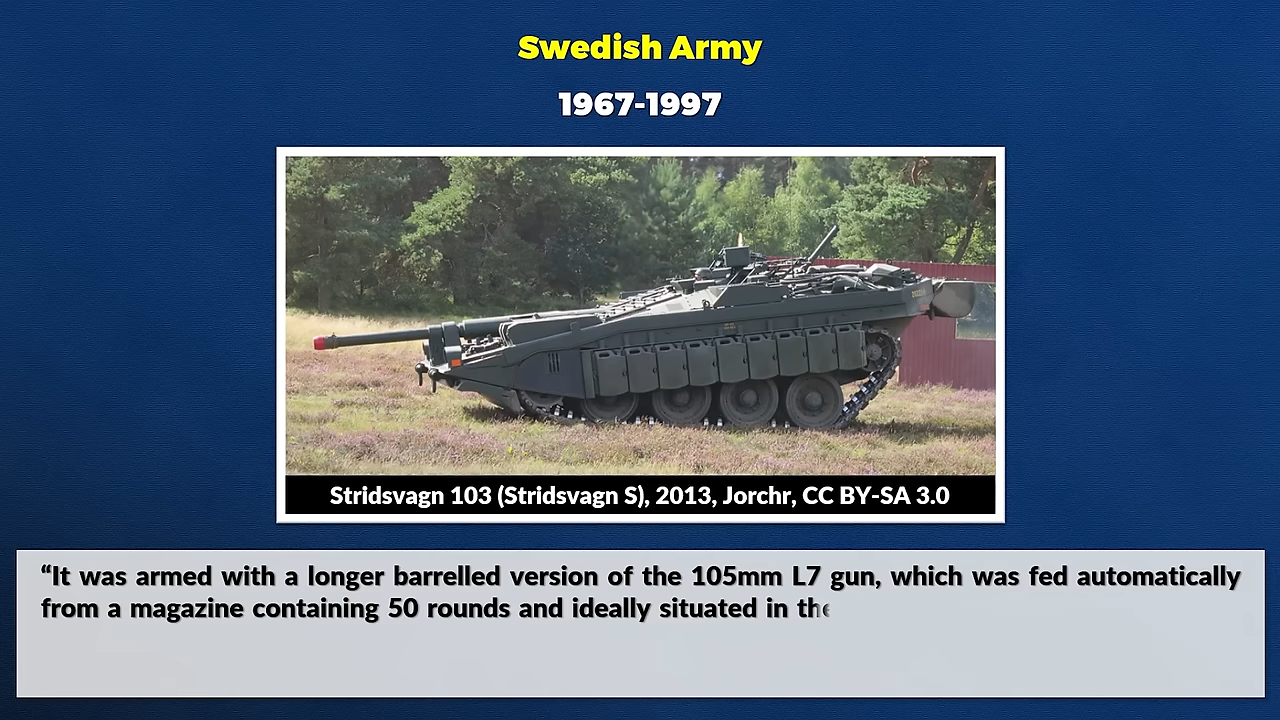 Swedish Army
1967-1997
Stridsvagn 103 (Stridsvagn S), 2013, Jorchr, CC BY-SA 3.0
“It was armed with a longer barrelled version of the 105mm L7 gun, which was fed automatically
from a magazine containing 50 rounds and ideally situated in the